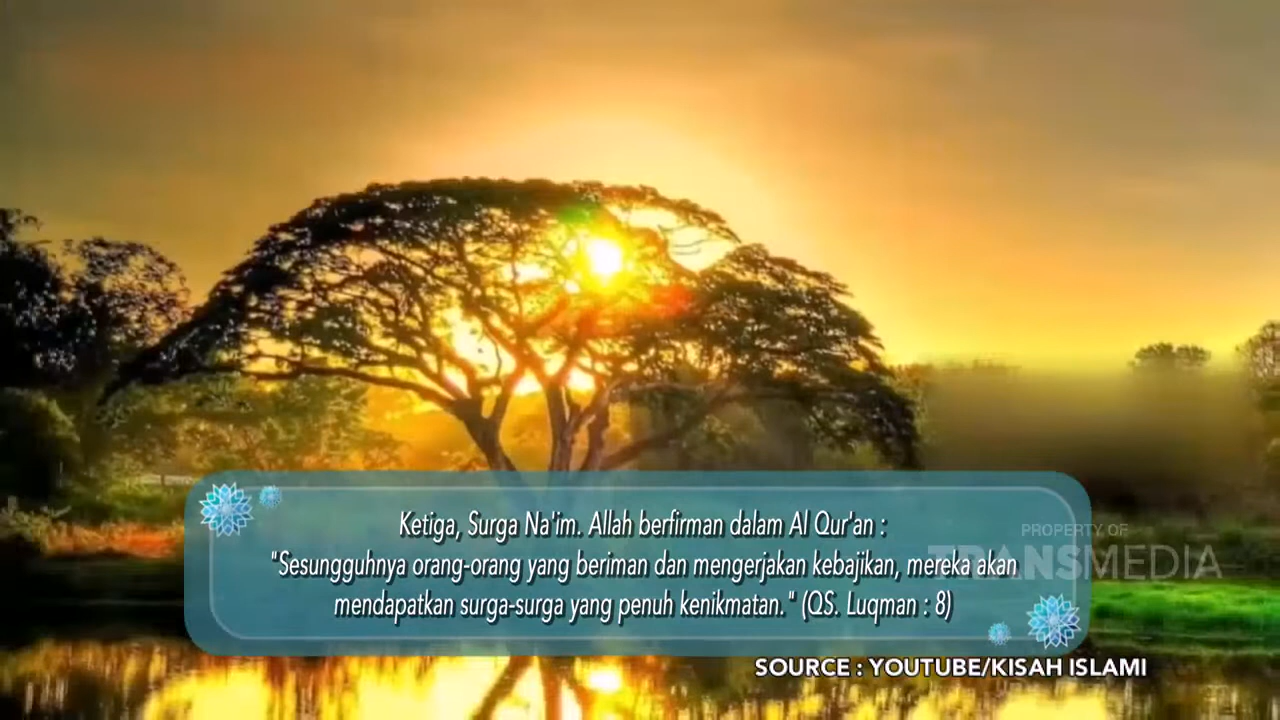 Ketiga, Surga Na'im. Allah berfirman dalam Al Qur'an :
"Sesungguhnya orang-orang yang beriman dan mengerjakan kebajikan, mereka akan
mendapatkan surga-surga yang penuh kenikmatan." (QS. Luqman : 8)
PROPERTY OF
TRANSMEDIA
SOURCE : YOUTUBE/KISAH ISLAMI